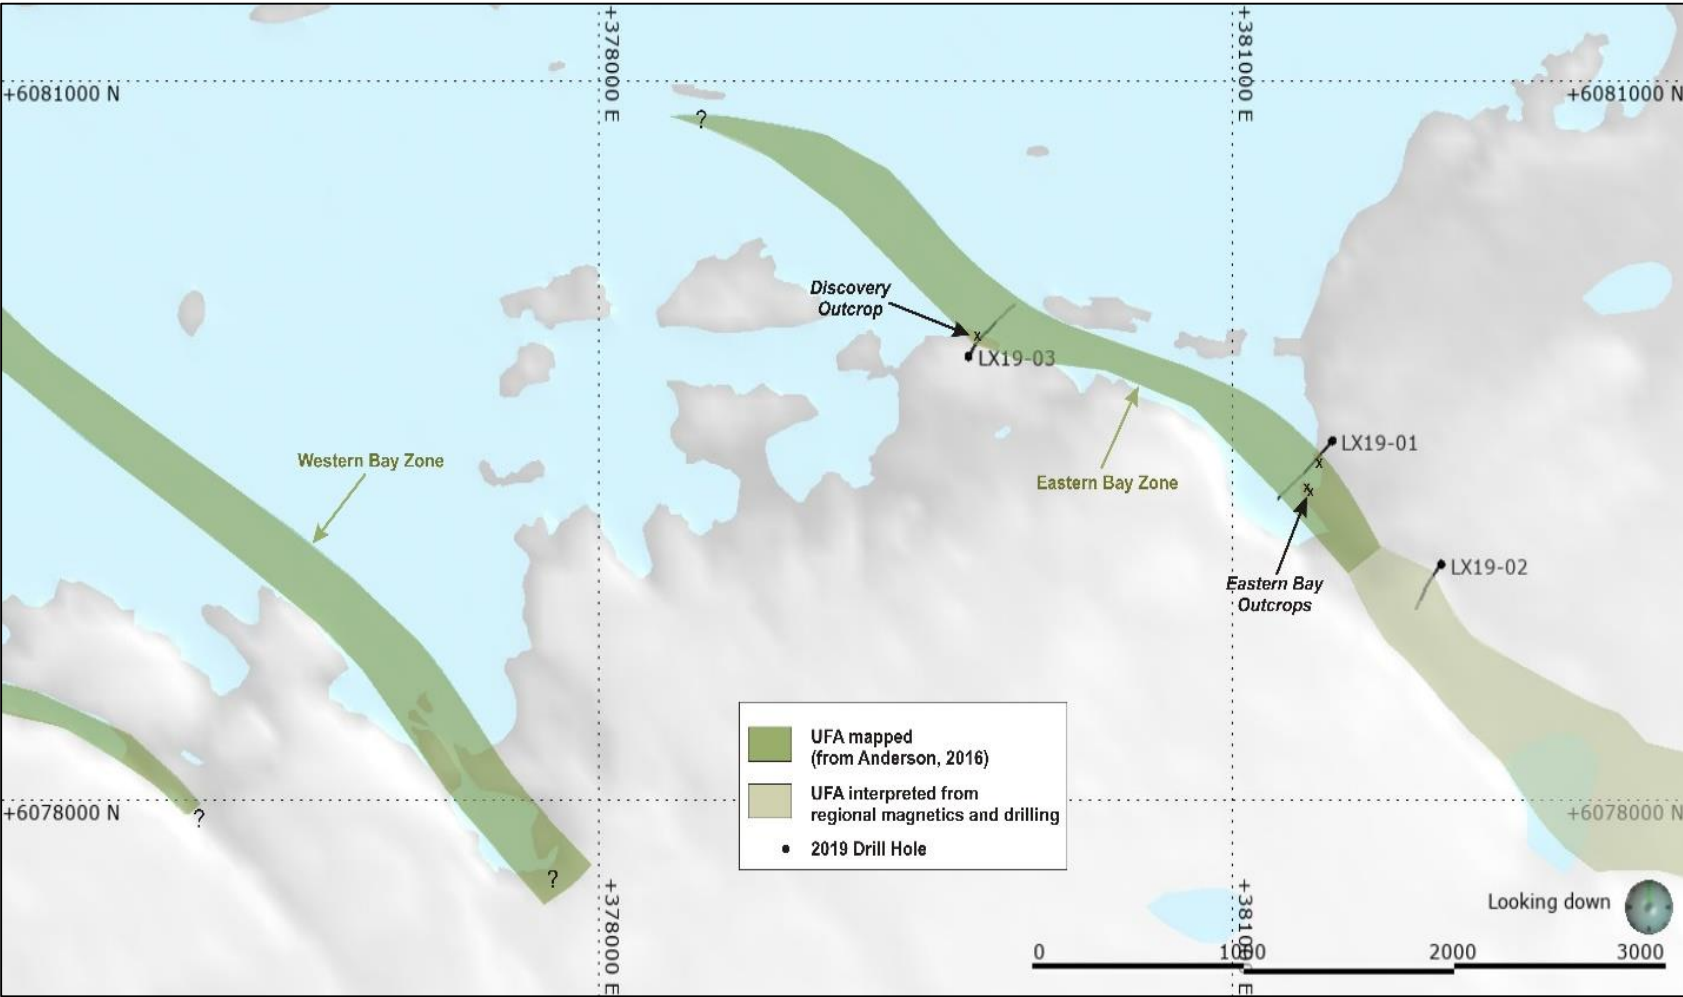 +378000 E
+381000 E
+6081000 N
+6081000 N
?
Discovery
Outcrop
LX19-03
LX19-01
Western Bay Zone
Eastern Bay Zone
LX19-02
Eastern Bay
Outcrops
UFA mapped
(from Anderson, 2016)
UFA interpreted from
regional magnetics and drilling
2019 Drill Hole
+6078000 N
?
+6078000 N
?
+378000 E
+381000 E
Looking down
0 1000 2000 3000